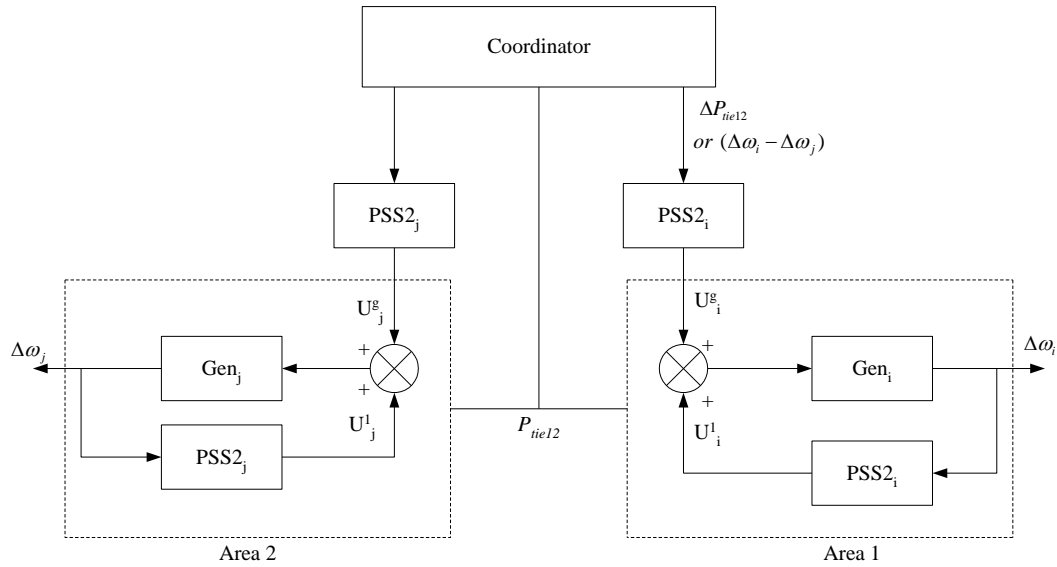 Coordinator
ΔP_tie12
or (Δω_i − Δω_j)
PSS2_j
PSS2_i
U^g_j
U^g_i
Δω_j
Gen_j
+
+
U^1_j
PSS2_j
P_tie12
+
+
U^1_i
Gen_i
Δω_i
PSS2_i
Area 2
Area 1